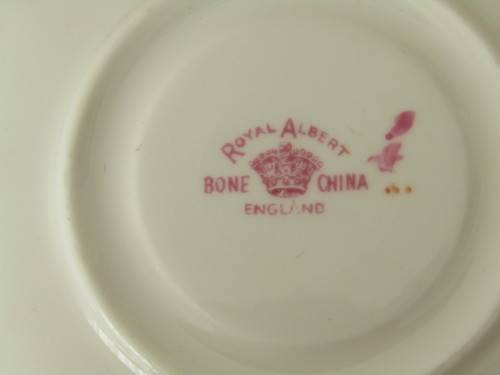 ROYAL ALBERT
BONE CHINA
ENGLAND